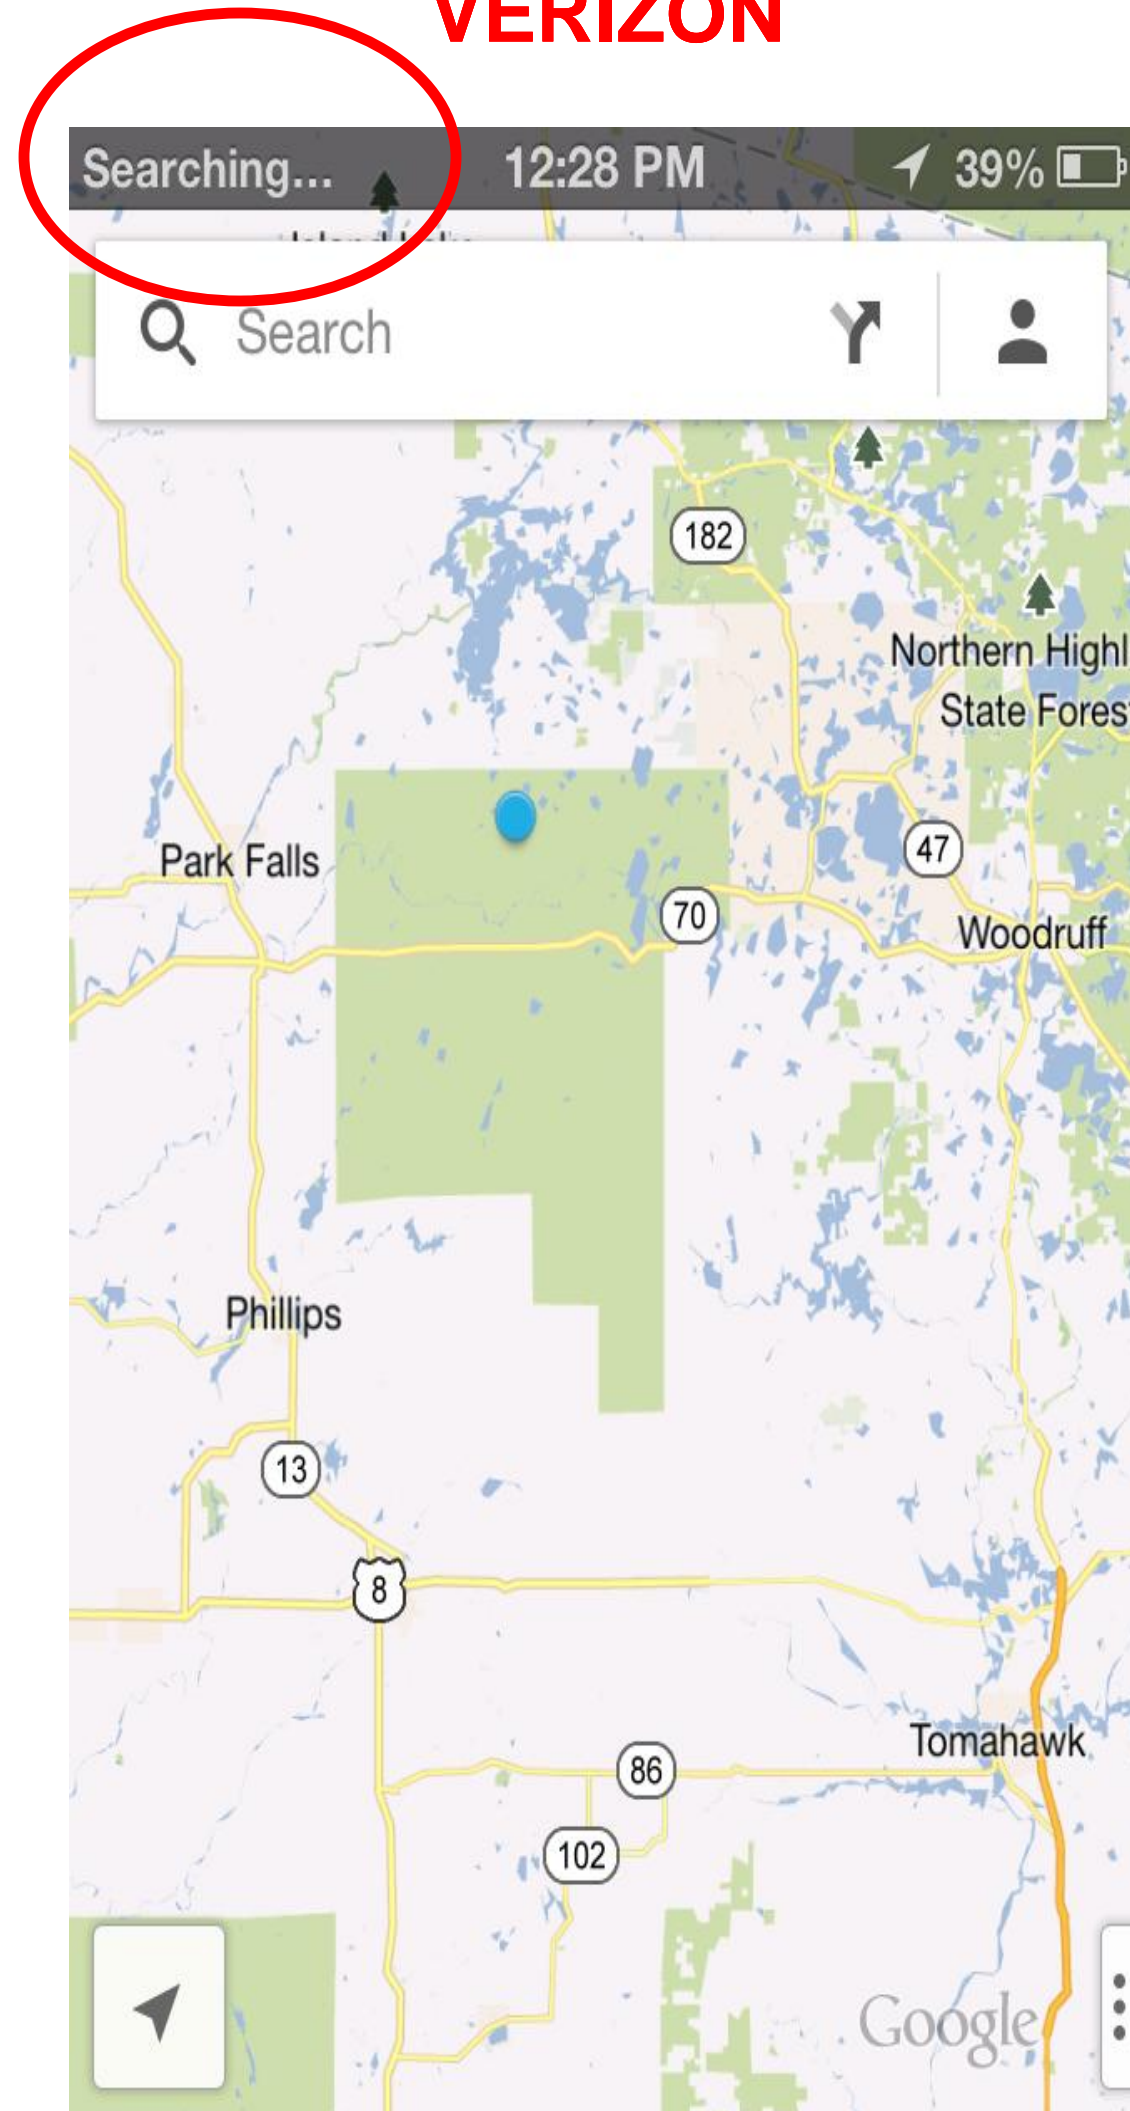 VERIZON
Searching... 12:28 PM 39%
Search
182
Northern Highl
State Fores
Park Falls
47
70
Woodruff
Phillips
13
8
Tomahawk
86
102
Google